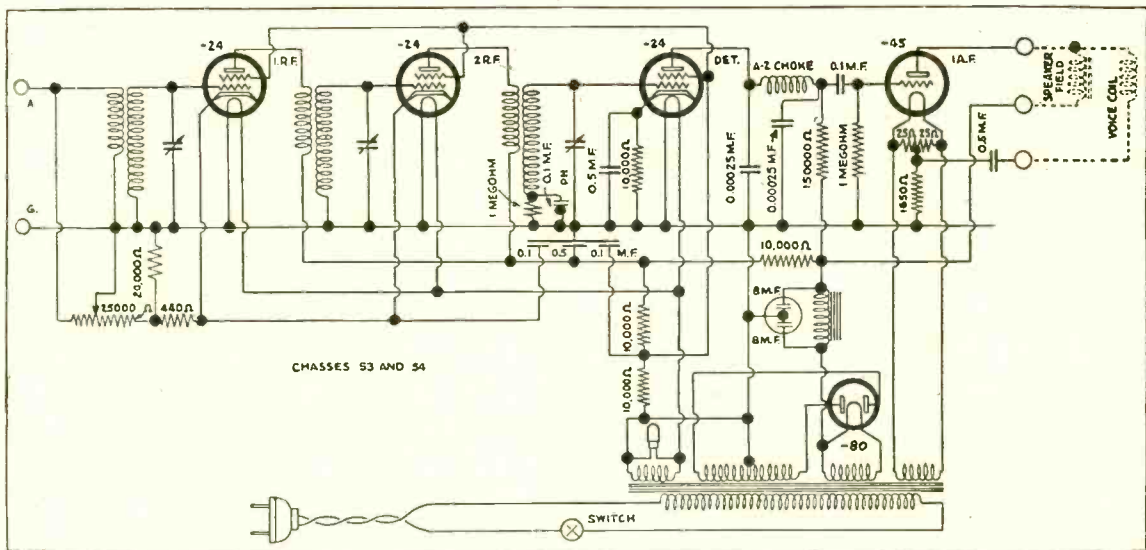 -24
1.R.F.
-24
2R.F.
-24
DET.
A-2 CHOKE
0.1 M.F.
-45
1A.F.
SPEAKER
FIELD
VOICE COIL
A
G.
1 MEGOHM
0.1 M.F.
PH
0.5 M.F.
10,000Ω
0.00025 M.F.
0.00025 M.F.
150000Ω
1 MEGOHM
25Ω 25Ω
1650Ω
0.5 M.F.
20,000Ω
25000 Ω
440Ω
0.1 0.5 0.1 M.F.
10,000Ω
10,000Ω
10,000Ω
8 M.F.
8 M.F.
CHASSES 53 AND 54
-80
SWITCH